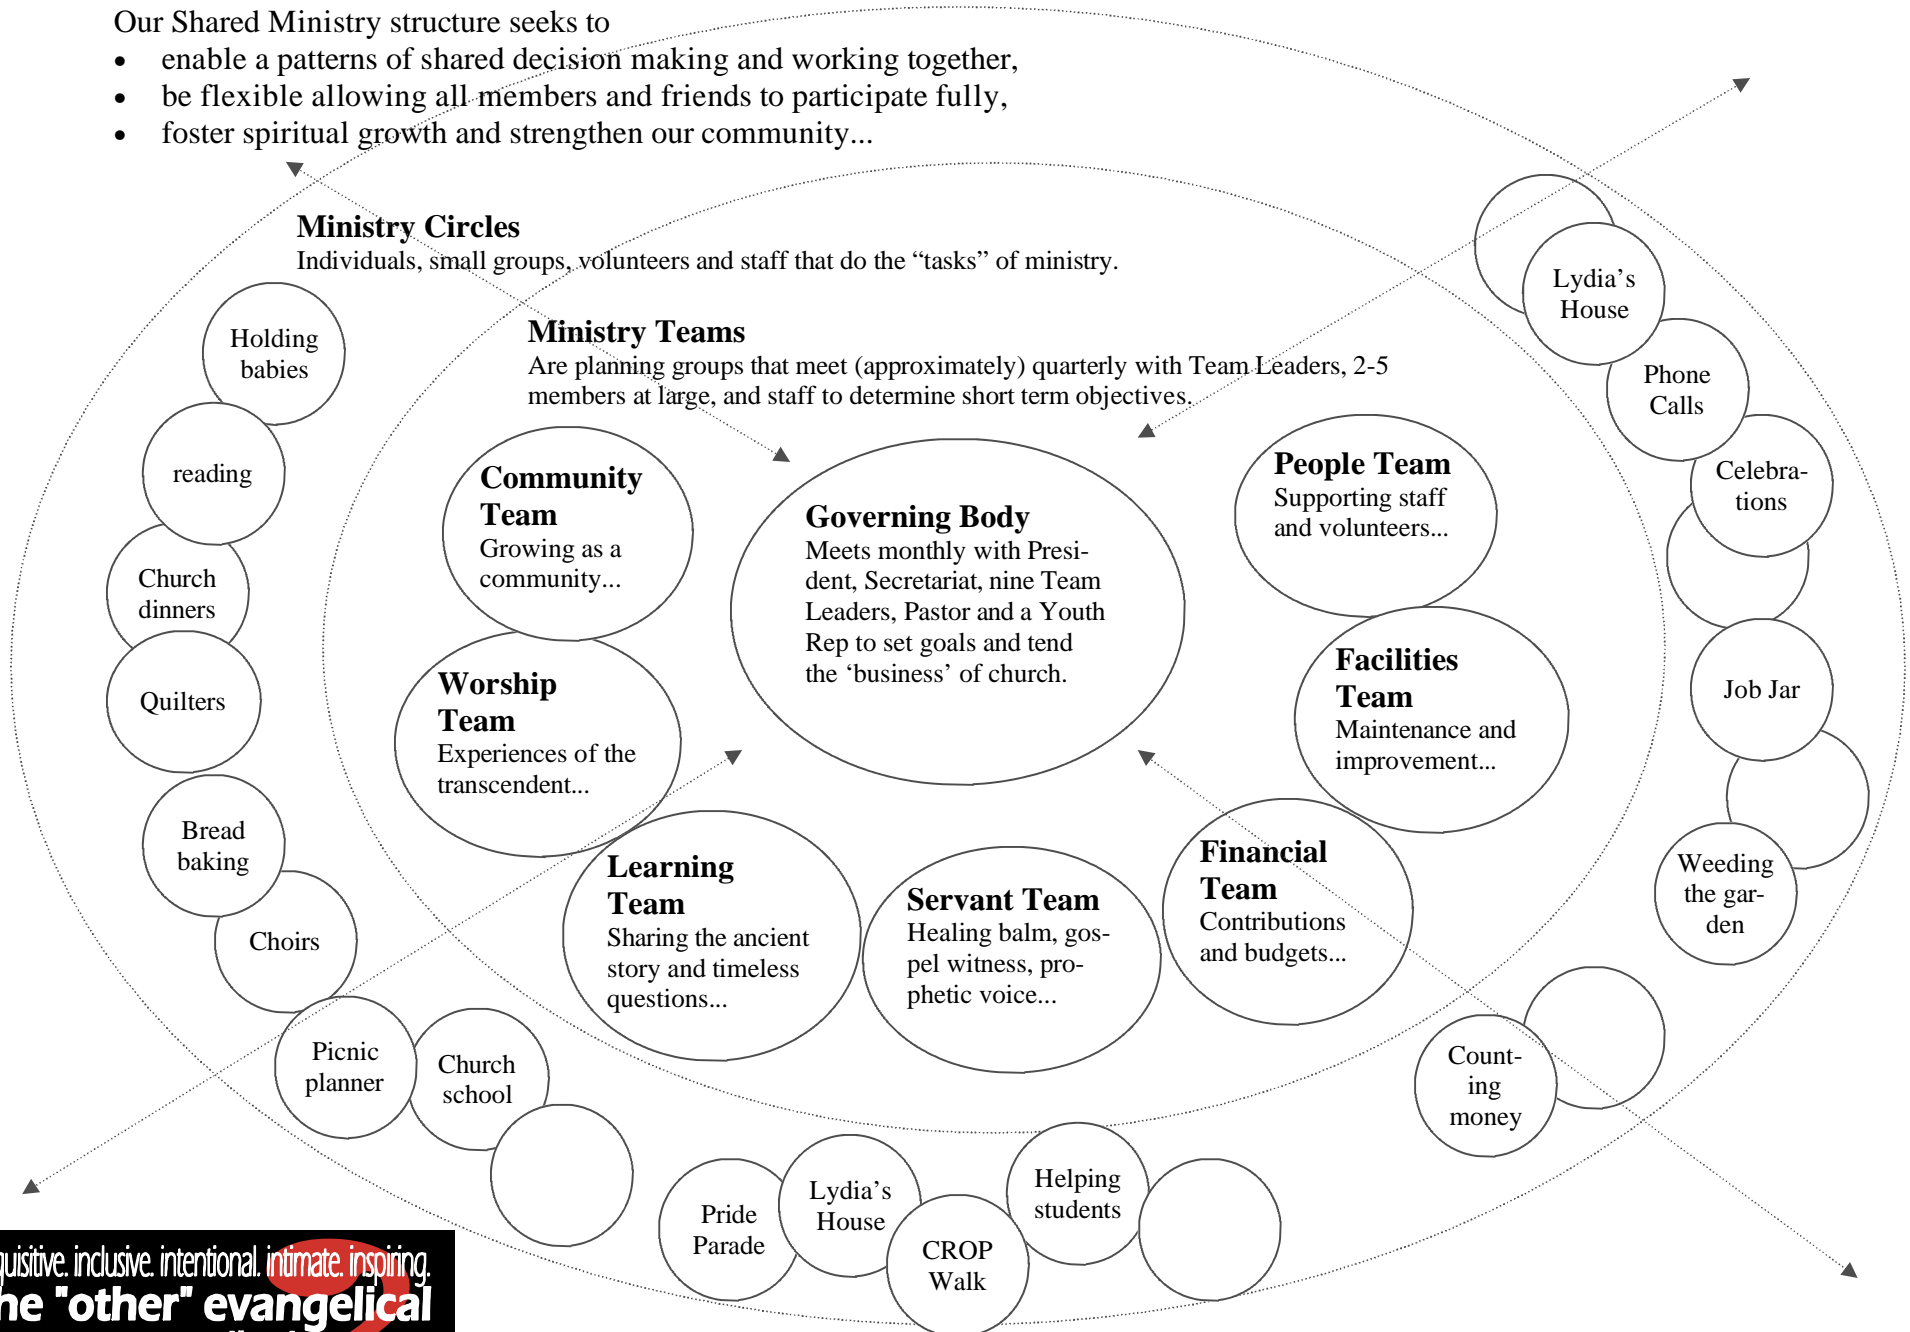 Our Shared Ministry structure seeks to
• enable a patterns of shared decision making and working together,
• be flexible allowing all members and friends to participate fully,
• foster spiritual growth and strengthen our community...
Ministry Circles
Individuals, small groups, volunteers and staff that do the “tasks” of ministry.
Ministry Teams
Are planning groups that meet (approximately) quarterly with Team Leaders, 2-5
members at large, and staff to determine short term objectives.
Holding
babies
reading
Church
dinners
Quilters
Bread
baking
Choirs
Picnic
planner
Church
school
Community
Team
Growing as a
community...
Worship
Team
Experiences of the
transcendent...
Learning
Team
Sharing the ancient
story and timeless
questions...
Governing Body
Meets monthly with Presi-
dent, Secretariat, nine Team
Leaders, Pastor and a Youth
Rep to set goals and tend
the ‘business’ of church.
Servant Team
Healing balm, gos-
pel witness, pro-
phetic voice...
People Team
Supporting staff
and volunteers...
Facilities
Team
Maintenance and
improvement...
Financial
Team
Contributions
and budgets...
Lydia’s
House
Phone
Calls
Celebra-
tions
Job Jar
Weeding
the gar-
den
Count-
ing
money
Pride
Parade
Lydia’s
House
CROP
Walk
Helping
students
quisitive. inclusive. intentional. intimate. inspiring.
he "other" evangelical